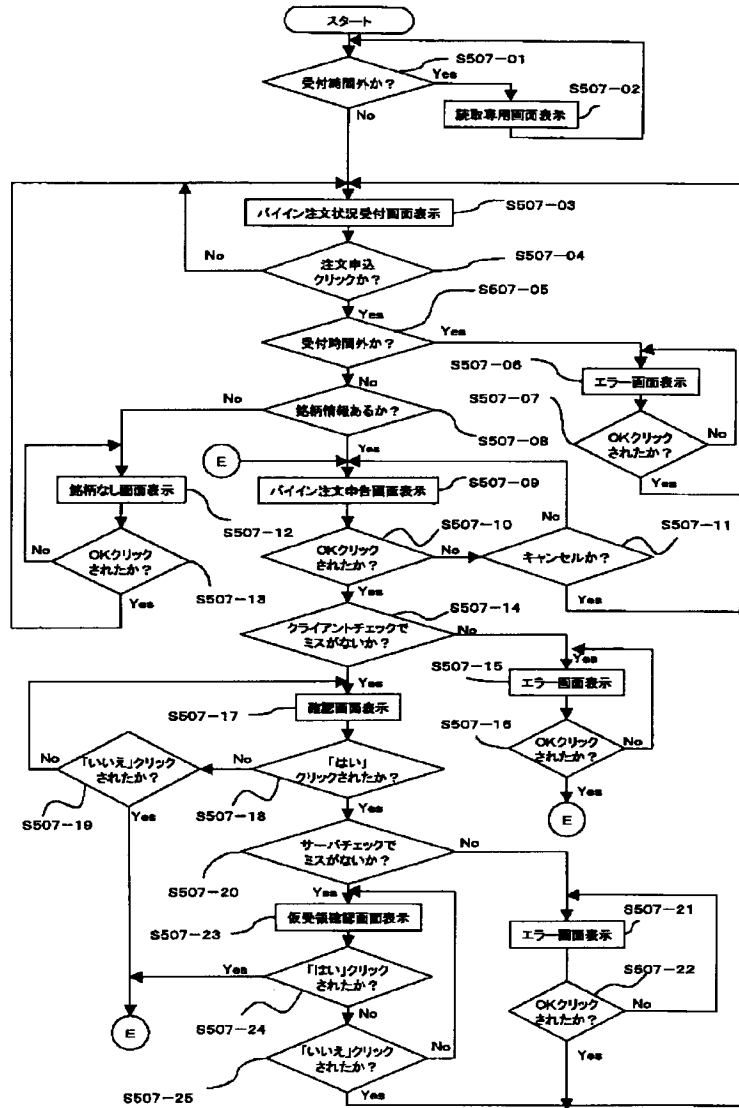 スタート
S507-01
受付時間外か?
Yes
S507-02
読取専用画面表示
No
バイイン注文状況受付画面表示
S507-03
No
注文申込
クリックか?
S507-04
S507-05
Yes
受付時間外か?
Yes
S507-06
エラー画面表示
No
No
銘柄情報あるか?
S507-07
OKクリック
されたか?
No
S507-08
E
Yes
Yes
銘柄なし画面表示
バイイン注文申告画面表示
S507-09
S507-12
S507-10
No
S507-11
No
OKクリック
されたか?
OKクリック
されたか?
No
キャンセルか?
S507-13
Yes
Yes
Yes
S507-14
クライアントチェックで
ミスがないか?
No
S507-15
Yes
エラー画面表示
Yes
S507-17
確認画面表示
S507-16
OKクリック
されたか?
No
No
「いいえ」クリック
されたか?
No
「はい」
クリックされたか?
S507-19
Yes
S507-18
Yes
Yes
E
サーバチェックで
ミスがないか?
No
S507-20
Yes
S507-21
仮受領確認画面表示
S507-23
エラー画面表示
S507-22
Yes
「はい」クリック
されたか?
OKクリック
されたか?
No
E
S507-24
No
「いいえ」クリック
されたか?
No
Yes
S507-25
Yes